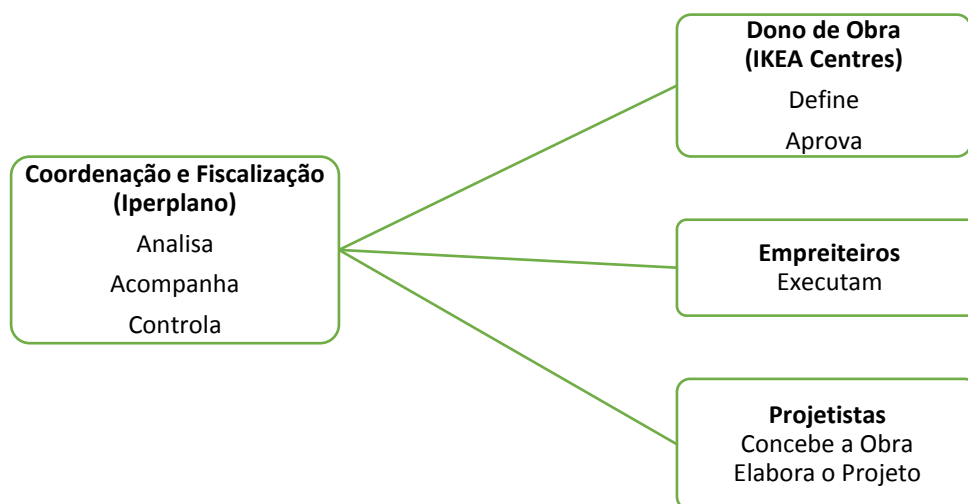 Coordenação e Fiscalização
(Iperplano)
Analisa
Acompanha
Controla
Dono de Obra
(IKEA Centres)
Define
Aprova
Empreiteiros
Executam
Projetistas
Concebe a Obra
Elabora o Projeto